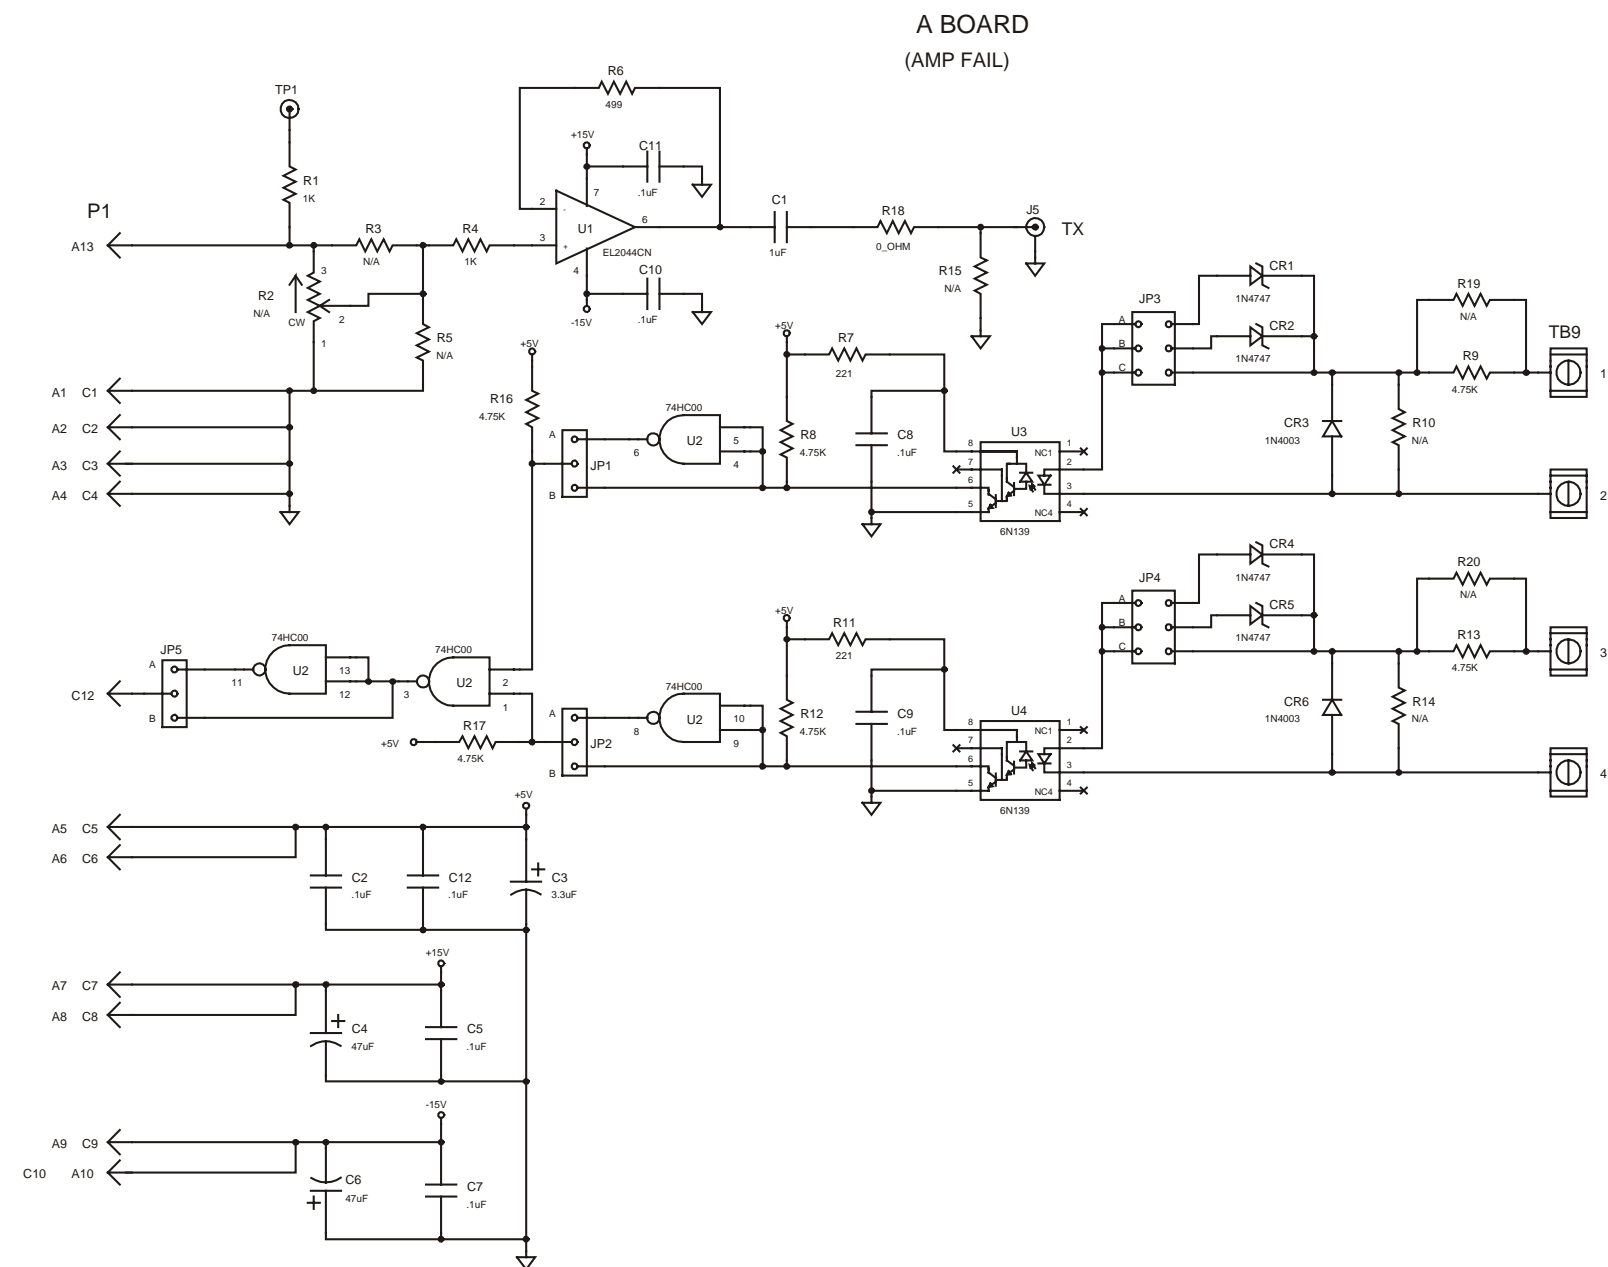 A BOARD
(AMP FAIL)
TP1
R1
1K
P1
A13
R3
N/A
R4
1K
R2
N/A
CW
3
2
1
R5
N/A
R6
499
+15V
C11
.1uF
7
2
-
3
+
U1
6
EL2044CN
4
C10
.1uF
-15V
C1
1uF
R18
0_OHM
R15
N/A
J5
TX
A1 C1
A2 C2
A3 C3
A4 C4
+5V
R16
4.75K
A
JP1
B
74HC00
U2
6
5
4
+5V
R7
221
R8
4.75K
C8
.1uF
U3
8
7
6
5
NC1
NC4
1
2
3
4
6N139
JP3
A
B
C
CR1
1N4747
CR2
1N4747
CR3
1N4003
R10
N/A
R19
N/A
R9
4.75K
TB9
1
2
C12
JP5
A
B
74HC00
U2
11
13
12
74HC00
U2
3
2
1
+5V
R17
4.75K
A
JP2
B
74HC00
U2
8
10
9
+5V
R11
221
R12
4.75K
C9
.1uF
U4
8
7
6
5
NC1
NC4
1
2
3
4
6N139
JP4
A
B
C
CR4
1N4747
CR5
1N4747
CR6
1N4003
R14
N/A
R20
N/A
R13
4.75K
3
4
A5 C5
A6 C6
+5V
C2
.1uF
C12
.1uF
+
C3
3.3uF
A7 C7
A8 C8
+15V
+
C4
47uF
C5
.1uF
A9 C9
C10 A10
-15V
C6
47uF
+
C7
.1uF